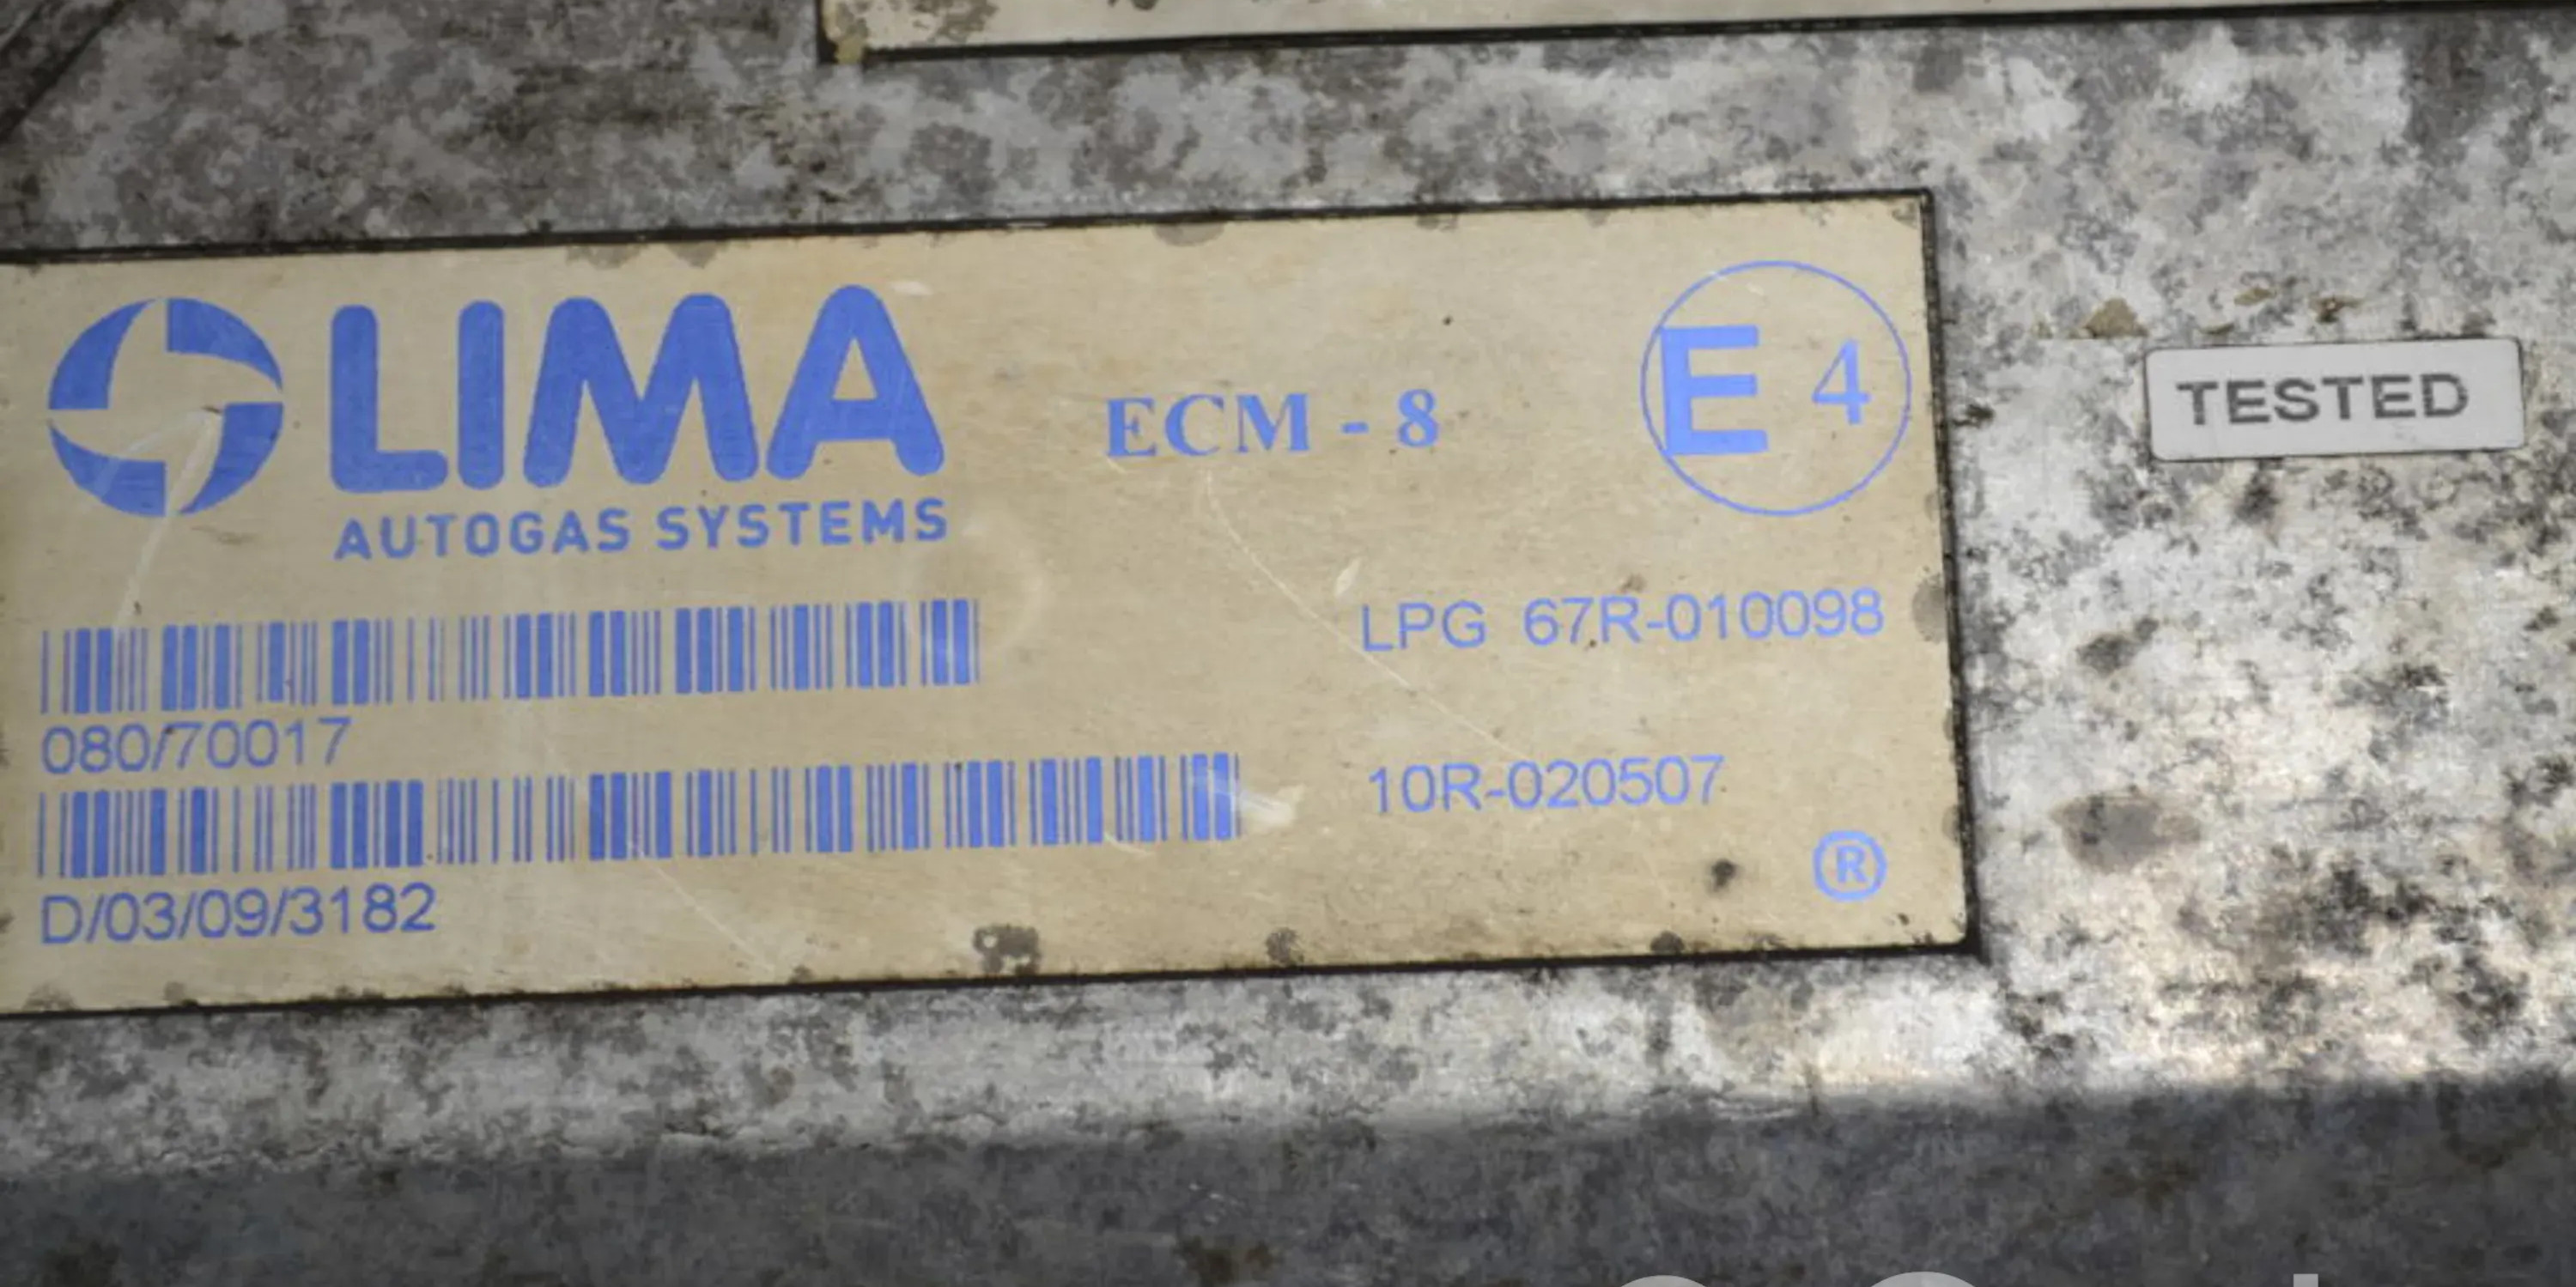 LIMA
AUTOGAS SYSTEMS
ECM - 8
E 4
TESTED
LPG 67R-010098
080/70017
10R-020507
D/03/09/3182
®